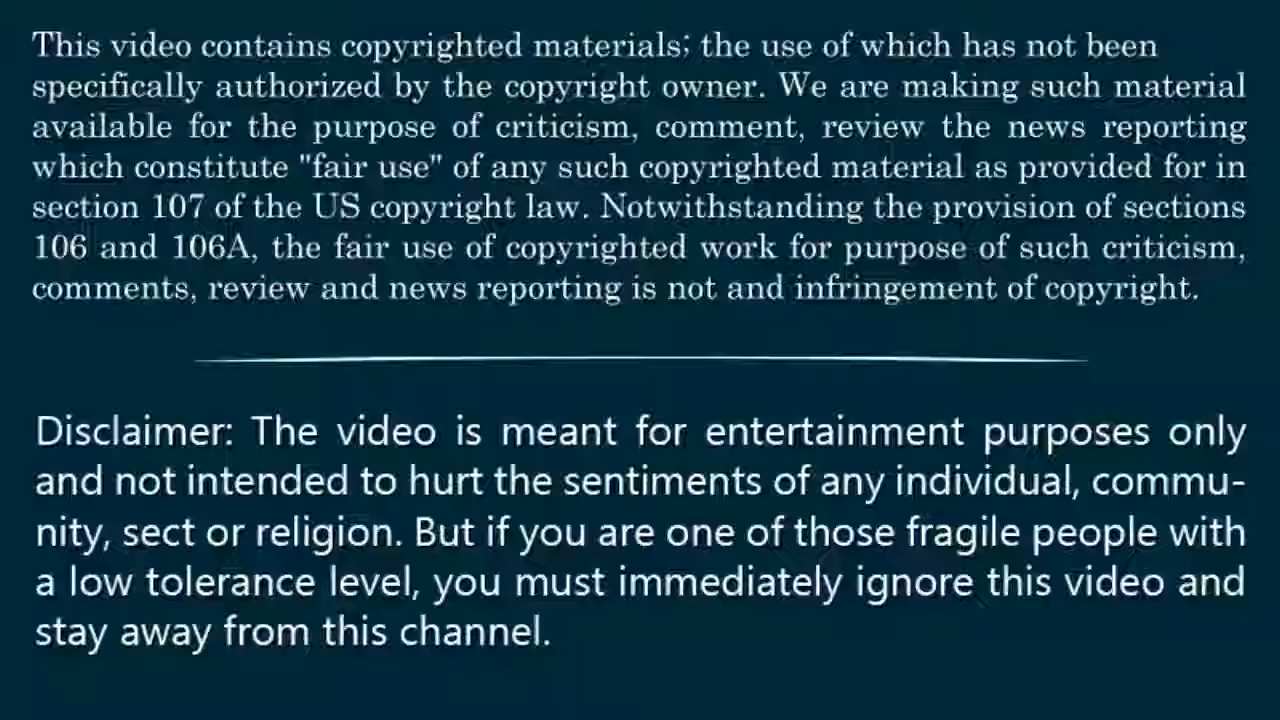 This video contains copyrighted materials; the use of which has not been
specifically authorized by the copyright owner. We are making such material
available for the purpose of criticism, comment, review the news reporting
which constitute "fair use" of any such copyrighted material as provided for in
section 107 of the US copyright law. Notwithstanding the provision of sections
106 and 106A, the fair use of copyrighted work for purpose of such criticism,
comments, review and news reporting is not and infringement of copyright.
Disclaimer: The video is meant for entertainment purposes only
and not intended to hurt the sentiments of any individual, commu-
nity, sect or religion. But if you are one of those fragile people with
a low tolerance level, you must immediately ignore this video and
stay away from this channel.